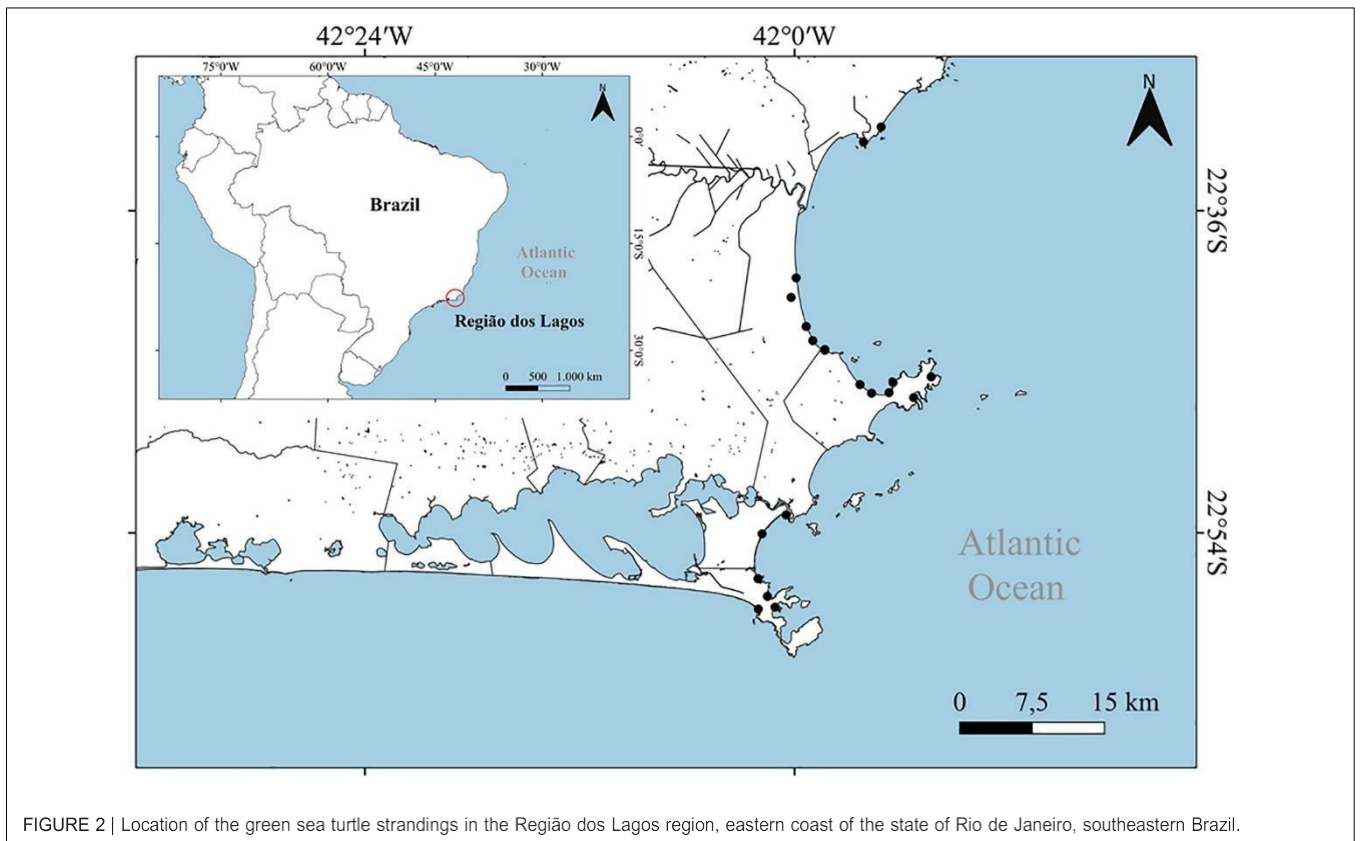 42°24′W
42°0′W
75°0′W
60°0′W
45°0′W
30°0′W
N
N
0°0′
Brazil
22°36′S
Atlantic
Ocean
15°0′S
Região dos Lagos
30°0′S
0 500 1.000 km
22°54′S
Atlantic
Ocean
0 7,5 15 km
FIGURE 2 | Location of the green sea turtle strandings in the Região dos Lagos region, eastern coast of the state of Rio de Janeiro, southeastern Brazil.